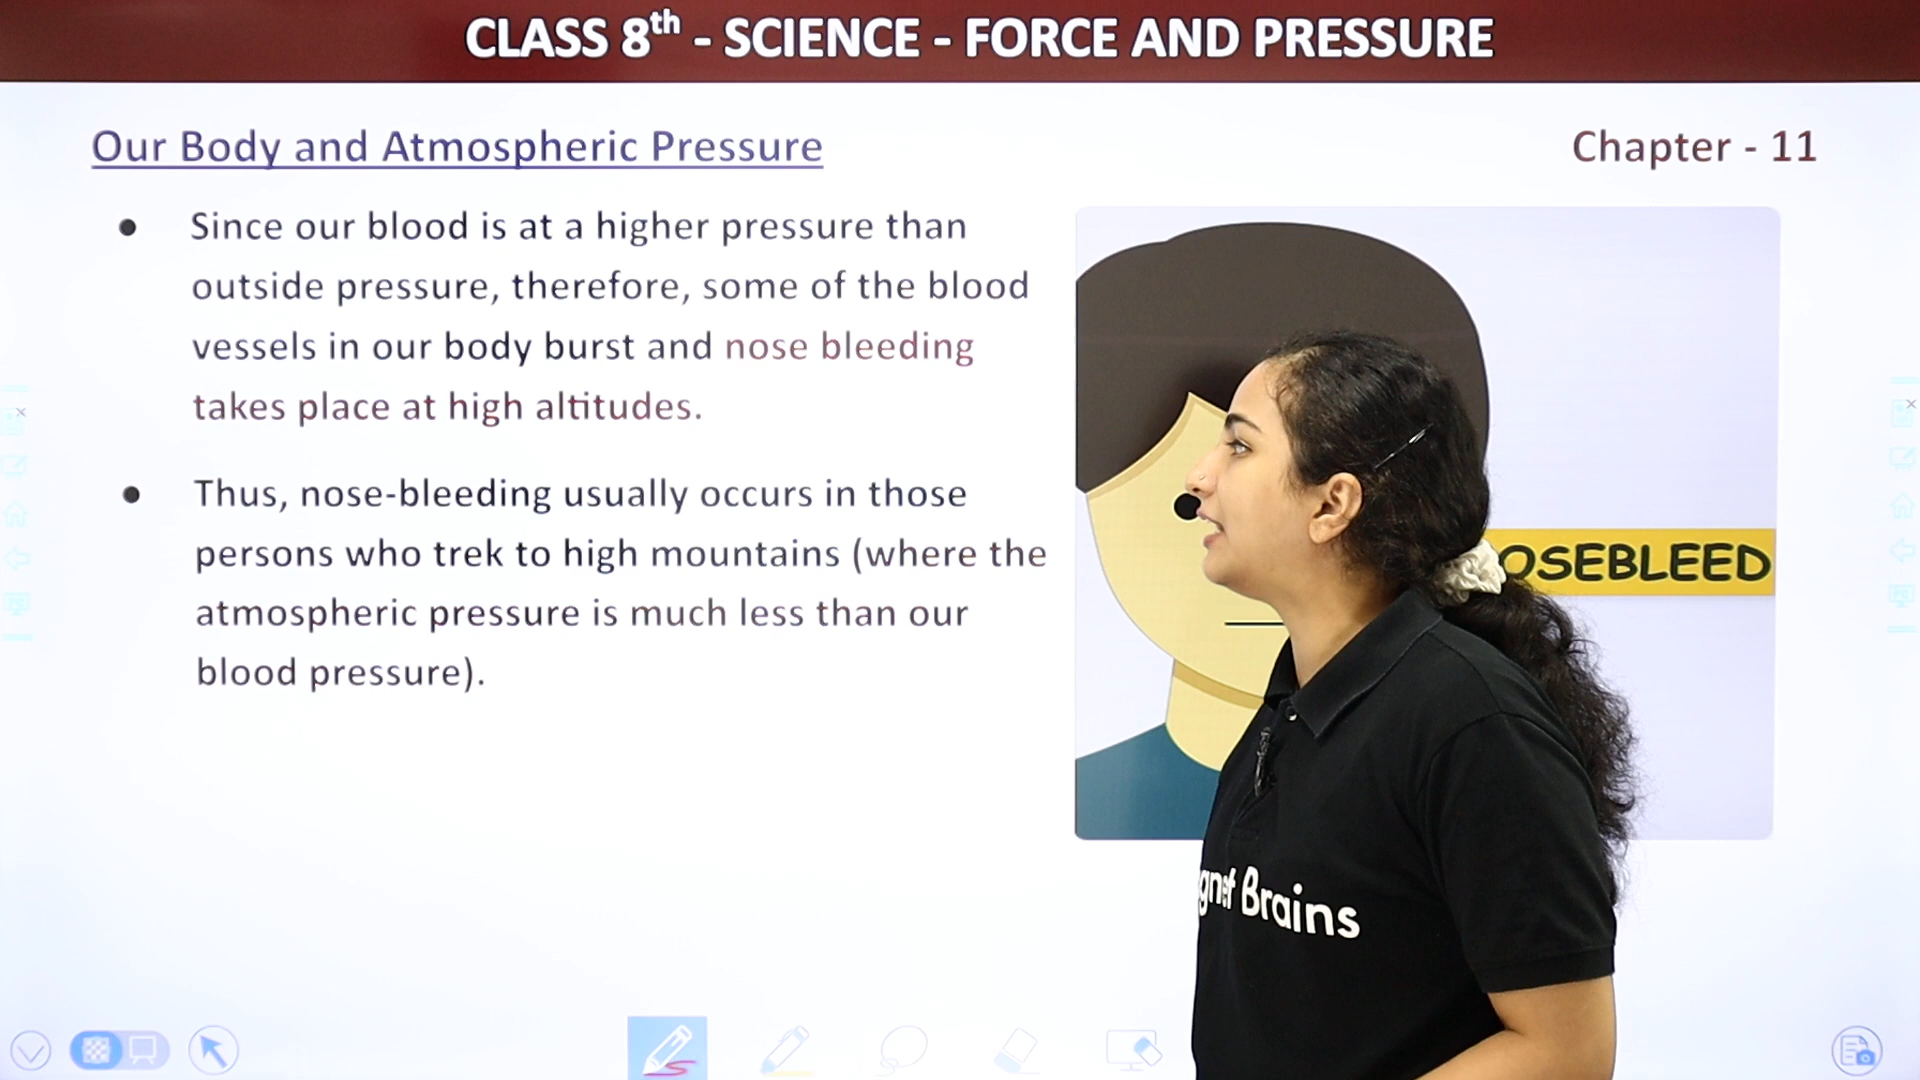 CLASS 8th - SCIENCE - FORCE AND PRESSURE
Our Body and Atmospheric Pressure
Chapter - 11
Since our blood is at a higher pressure than
outside pressure, therefore, some of the blood
vessels in our body burst and nose bleeding
takes place at high altitudes.
Thus, nose-bleeding usually occurs in those
persons who trek to high mountains (where the
atmospheric pressure is much less than our
blood pressure).
OSEBLEED
gnet Brains